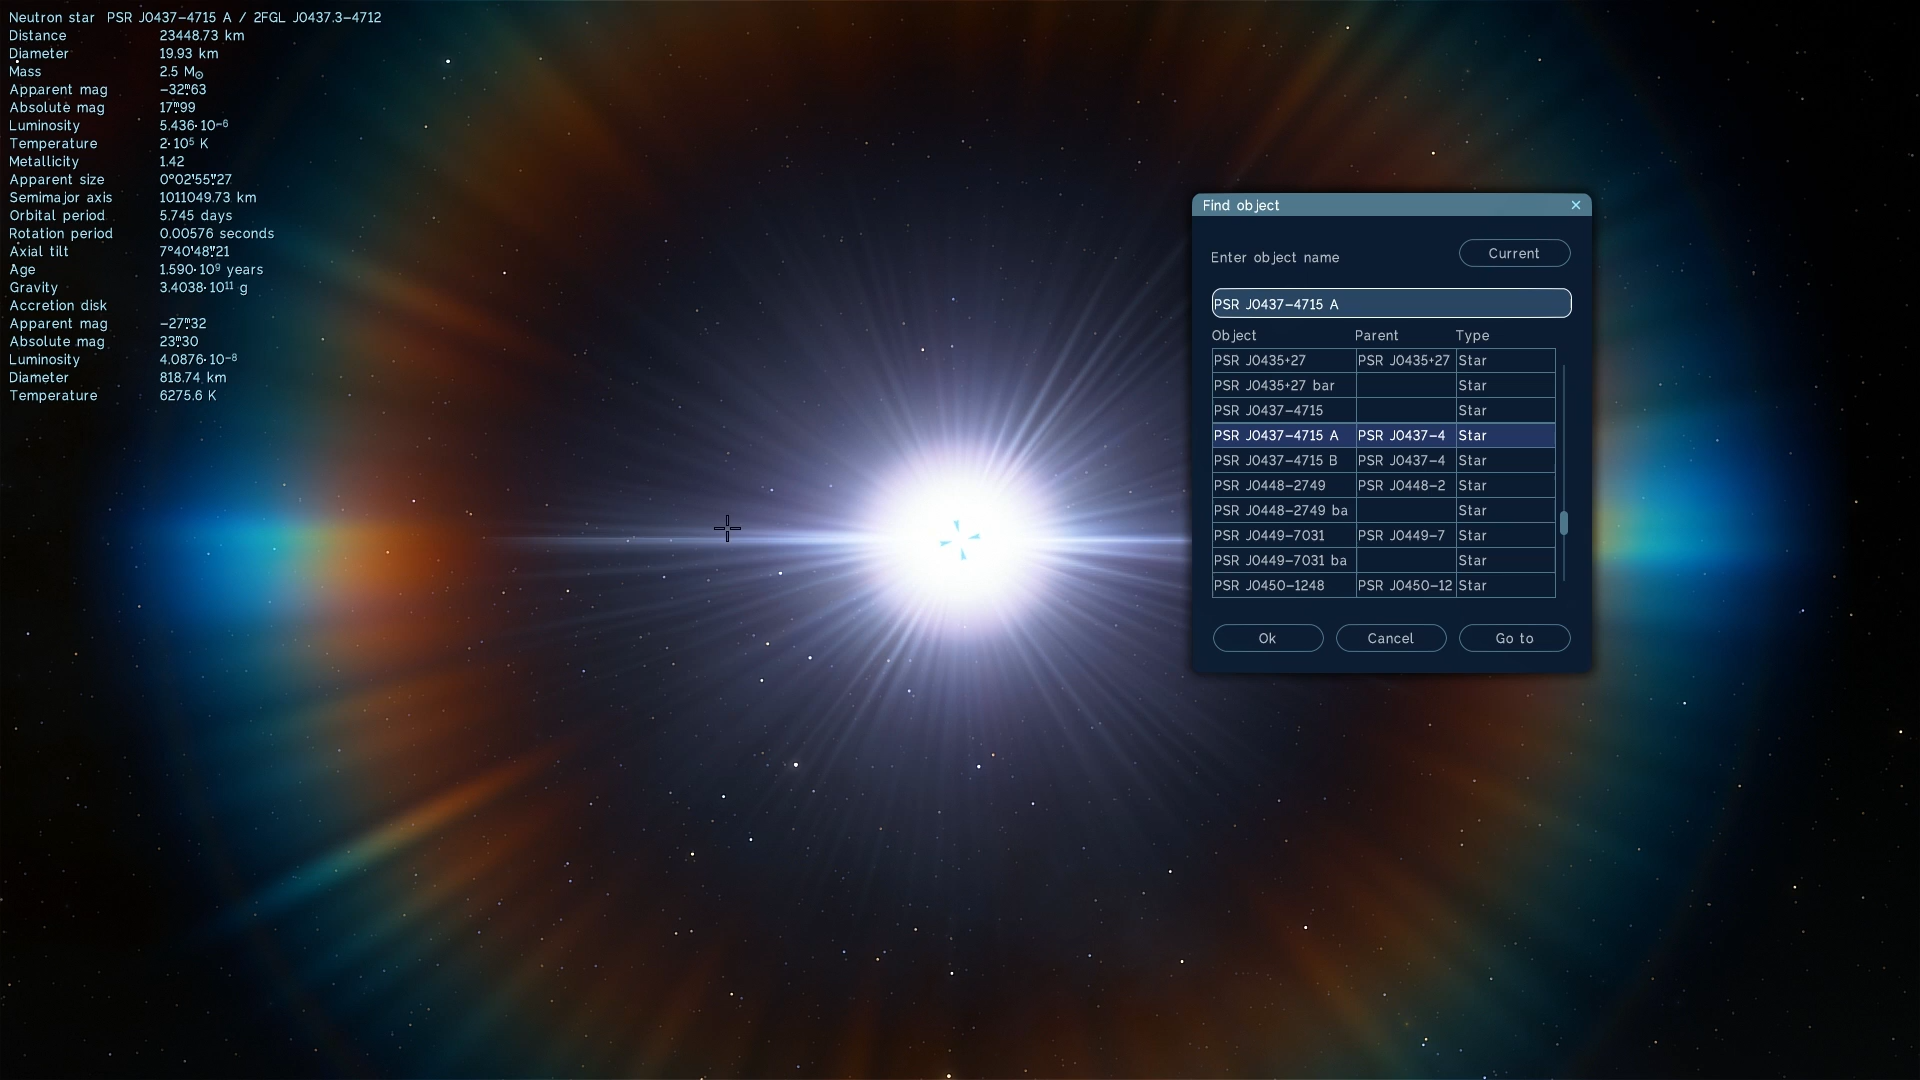 Neutron star PSR J0437-4715 A / 2FGL J0437.3-4712
Distance 23448.73 km
Diameter 19.93 km
Mass 2.5 M☉
Apparent mag -32ᵐ.63
Absolute mag 17ᵐ.99
Luminosity 5.436·10⁻⁶
Temperature 2·10⁵ K
Metallicity 1.42
Apparent size 0°02'55".27
Semimajor axis 1011049.73 km
Orbital period 5.745 days
Rotation period 0.00576 seconds
Axial tilt 7°40'48".21
Age 1.590·10⁹ years
Gravity 3.4038·10¹¹ g
Accretion disk
Apparent mag -27ᵐ.32
Absolute mag 23ᵐ.30
Luminosity 4.0876·10⁻⁸
Diameter 818.74 km
Temperature 6275.6 K
Find object ×
Enter object name Current
PSR J0437-4715 A
Object Parent Type
PSR J0435+27 PSR J0435+27 Star
PSR J0435+27 bar Star
PSR J0437-4715 Star
PSR J0437-4715 A PSR J0437-4 Star
PSR J0437-4715 B PSR J0437-4 Star
PSR J0448-2749 PSR J0448-2 Star
PSR J0448-2749 ba Star
PSR J0449-7031 PSR J0449-7 Star
PSR J0449-7031 ba Star
PSR J0450-1248 PSR J0450-12 Star
Ok Cancel Go to